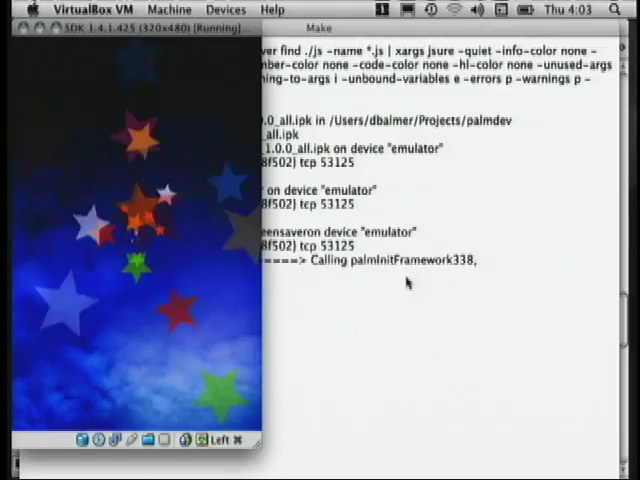 VirtualBox VM Machine Devices Help Thu 4:03
SDK 1.4.1.425 (320x480) [Running] Make
ver find ./js -name *.js | xargs jsure -quiet -info-color none -
mber-color none -code-color none -hl-color none -unused-args
ning-to-args i -unbound-variables e -errors p -warnings p -
.0.0_all.ipk in /Users/dbalmer/Projects/palmdev
_all.ipk
_1.0.0_all.ipk on device "emulator"
8f502) tcp 53125
r on device "emulator"
8f502) tcp 53125
eensaveron device "emulator"
8f502) tcp 53125
====> Calling palmInitFramework338,
Left ⌘